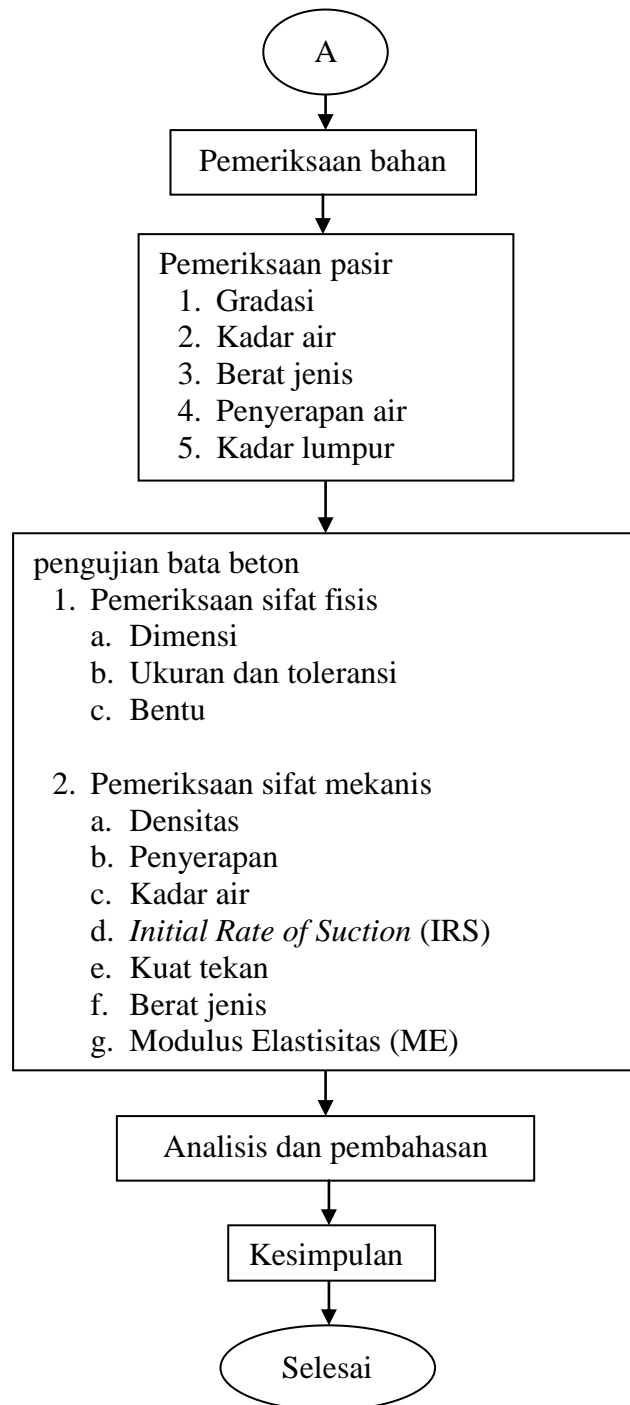 A
Pemeriksaan bahan
Pemeriksaan pasir
1. Gradasi
2. Kadar air
3. Berat jenis
4. Penyerapan air
5. Kadar lumpur
pengujian bata beton
1. Pemeriksaan sifat fisis
a. Dimensi
b. Ukuran dan toleransi
c. Bentu
2. Pemeriksaan sifat mekanis
a. Densitas
b. Penyerapan
c. Kadar air
d. Initial Rate of Suction (IRS)
e. Kuat tekan
f. Berat jenis
g. Modulus Elastisitas (ME)
Analisis dan pembahasan
Kesimpulan
Selesai